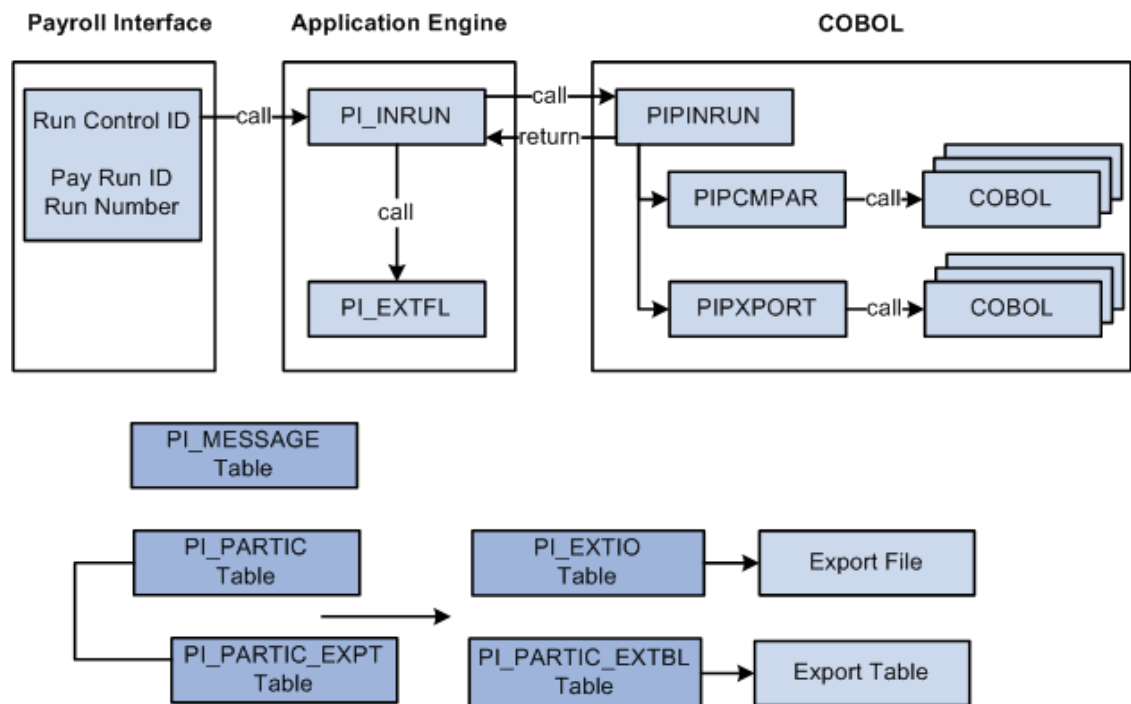 Payroll Interface
Application Engine
COBOL
Run Control ID
Pay Run ID
Run Number
call
PI_INRUN
call
return
PIPINRUN
call
PIPCMPAR
call
COBOL
PI_EXTFL
PIPXPORT
call
COBOL
PI_MESSAGE
Table
PI_PARTIC
Table
PI_EXTIO
Table
Export File
PI_PARTIC_EXPT
Table
PI_PARTIC_EXTBL
Table
Export Table